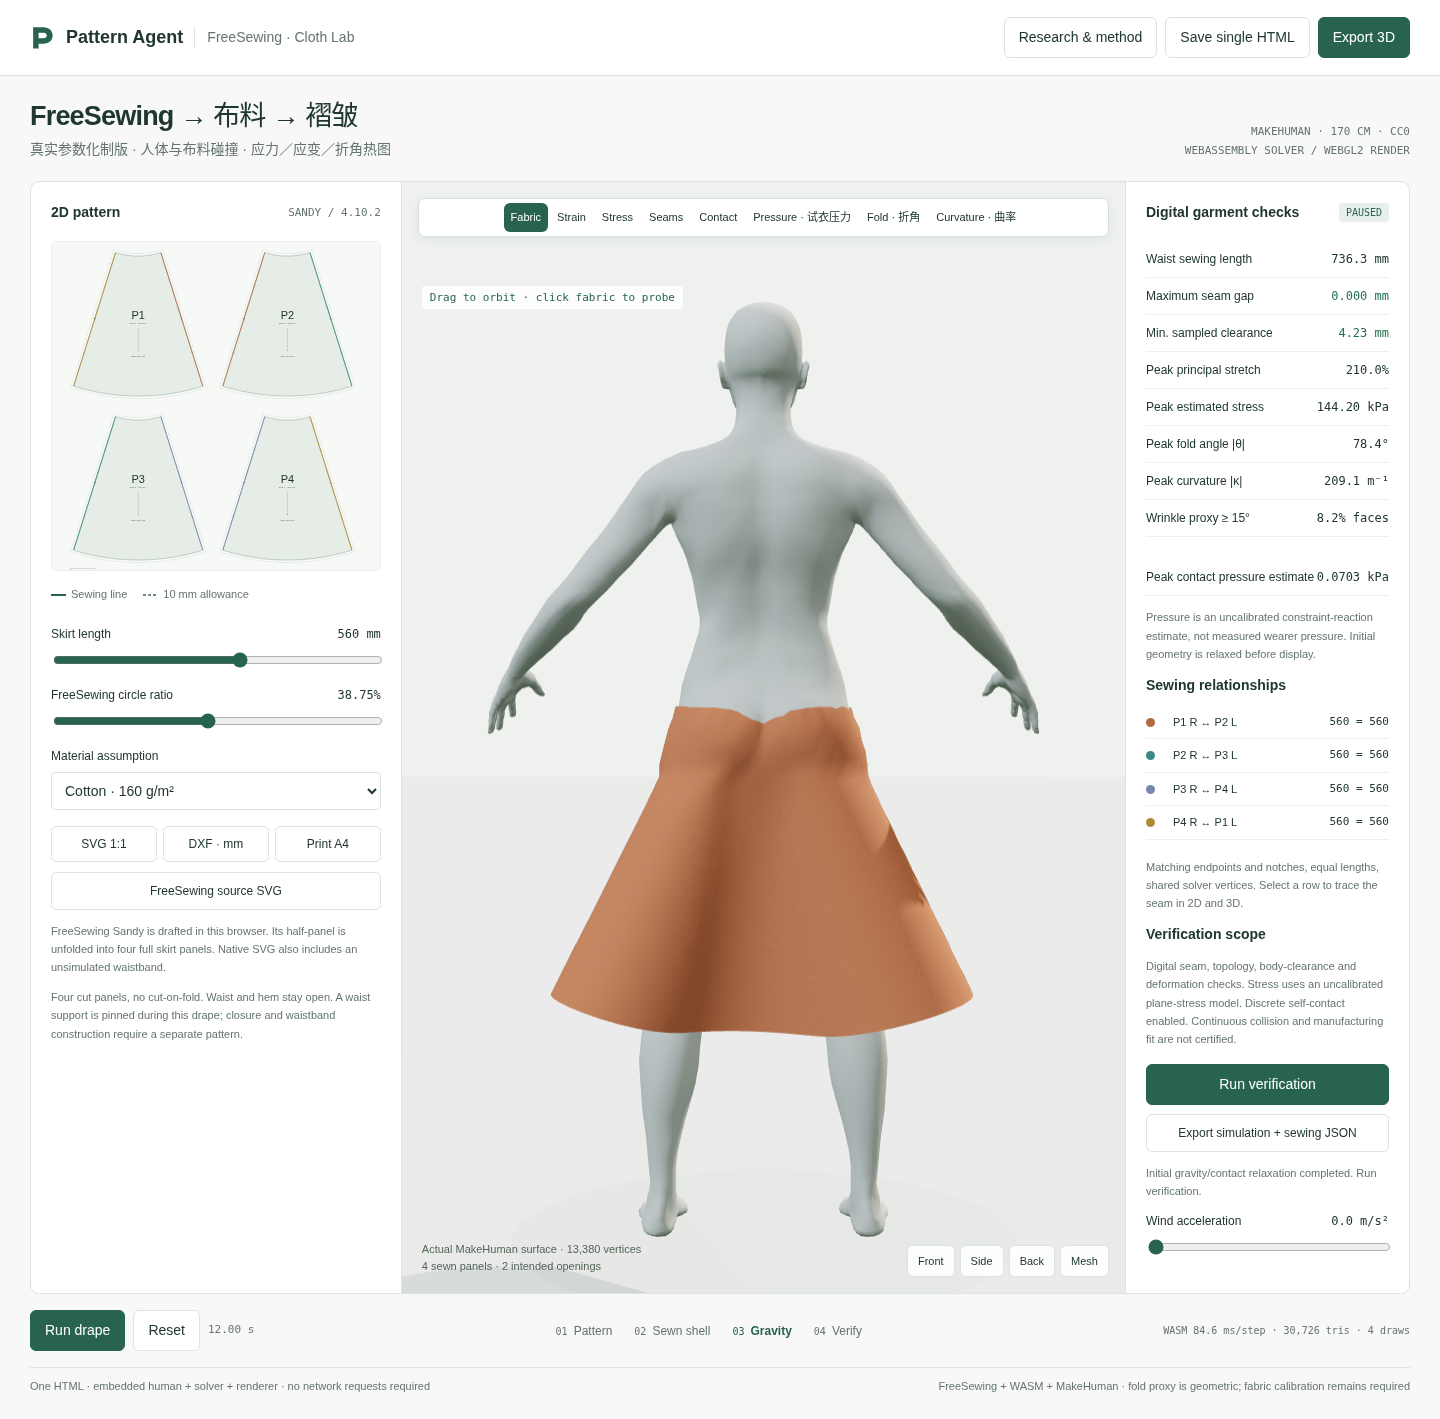 Pattern Agent
FreeSewing · Cloth Lab
Research & method
Save single HTML
Export 3D
FreeSewing → 布料 → 褶皱
真实参数化制版 · 人体与布料碰撞 · 应力／应变／折角热图
MAKEHUMAN · 170 CM · CC0
WEBASSEMBLY SOLVER / WEBGL2 RENDER
2D pattern
SANDY / 4.10.2
P1
P2
P3
P4
Sewing line
10 mm allowance
Skirt length
560 mm
FreeSewing circle ratio
38.75%
Material assumption
Cotton · 160 g/m²
SVG 1:1
DXF · mm
Print A4
FreeSewing source SVG
FreeSewing Sandy is drafted in this browser. Its half-panel is
unfolded into four full skirt panels. Native SVG also includes an
unsimulated waistband.
Four cut panels, no cut-on-fold. Waist and hem stay open. A waist
support is pinned during this drape; closure and waistband
construction require a separate pattern.
Fabric
Strain
Stress
Seams
Contact
Pressure · 试衣压力
Fold · 折角
Curvature · 曲率
Drag to orbit · click fabric to probe
Actual MakeHuman surface · 13,380 vertices
4 sewn panels · 2 intended openings
Front
Side
Back
Mesh
Digital garment checks
PAUSED
Waist sewing length 736.3 mm
Maximum seam gap 0.000 mm
Min. sampled clearance 4.23 mm
Peak principal stretch 210.0%
Peak estimated stress 144.20 kPa
Peak fold angle |θ| 78.4°
Peak curvature |κ| 209.1 m⁻¹
Wrinkle proxy ≥ 15° 8.2% faces
Peak contact pressure estimate 0.0703 kPa
Pressure is an uncalibrated constraint-reaction
estimate, not measured wearer pressure. Initial
geometry is relaxed before display.
Sewing relationships
P1 R ↔ P2 L 560 = 560
P2 R ↔ P3 L 560 = 560
P3 R ↔ P4 L 560 = 560
P4 R ↔ P1 L 560 = 560
Matching endpoints and notches, equal lengths,
shared solver vertices. Select a row to trace the
seam in 2D and 3D.
Verification scope
Digital seam, topology, body-clearance and
deformation checks. Stress uses an uncalibrated
plane-stress model. Discrete self-contact
enabled. Continuous collision and manufacturing
fit are not certified.
Run verification
Export simulation + sewing JSON
Initial gravity/contact relaxation completed. Run
verification.
Wind acceleration 0.0 m/s²
Run drape
Reset
12.00 s
01 Pattern
02 Sewn shell
03 Gravity
04 Verify
WASM 84.6 ms/step · 30,726 tris · 4 draws
One HTML · embedded human + solver + renderer · no network requests required
FreeSewing + WASM + MakeHuman · fold proxy is geometric; fabric calibration remains required